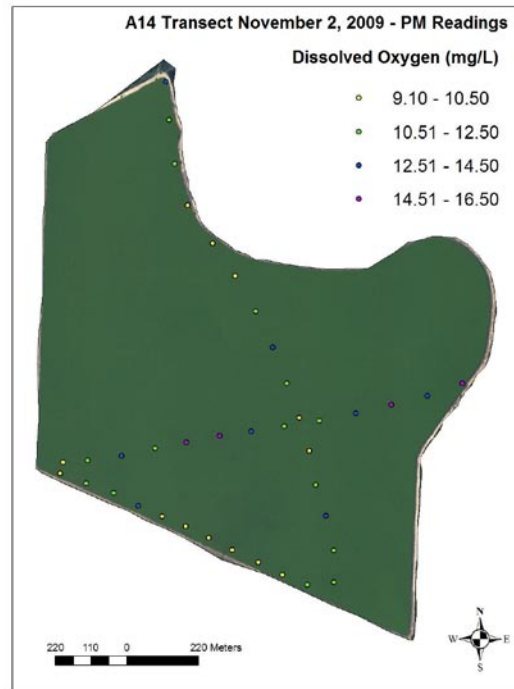 A14 Transect November 2, 2009 - PM Readings
Dissolved Oxygen (mg/L)
9.10 - 10.50
10.51 - 12.50
12.51 - 14.50
14.51 - 16.50
220 110 0 220 Meters
N
W E
S